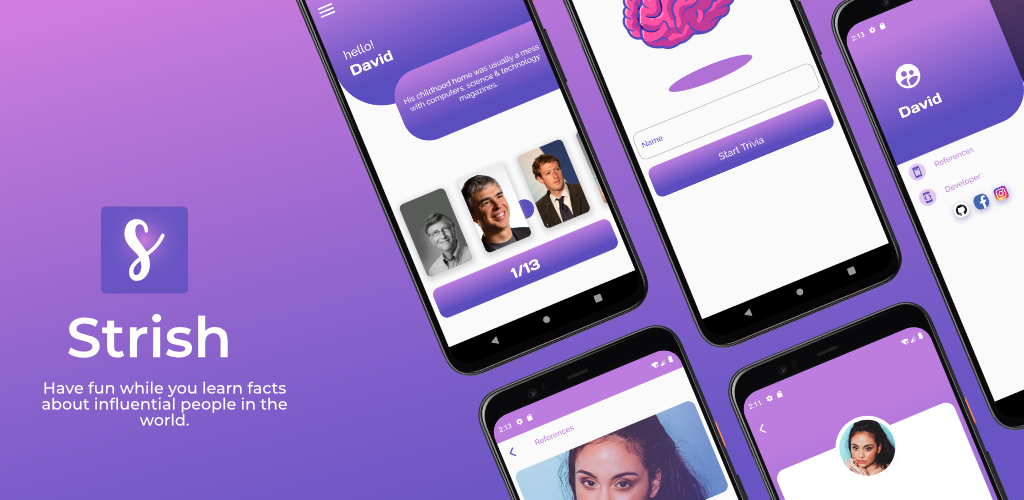 Strish
Have fun while you learn facts
about influential people in the
world.
hello!
David
His childhood home was usually a mess
with computers, science & technology
magazines.
1/13
Name
Start Trivia
2:13
David
References
Developer
2:13
References
2:11